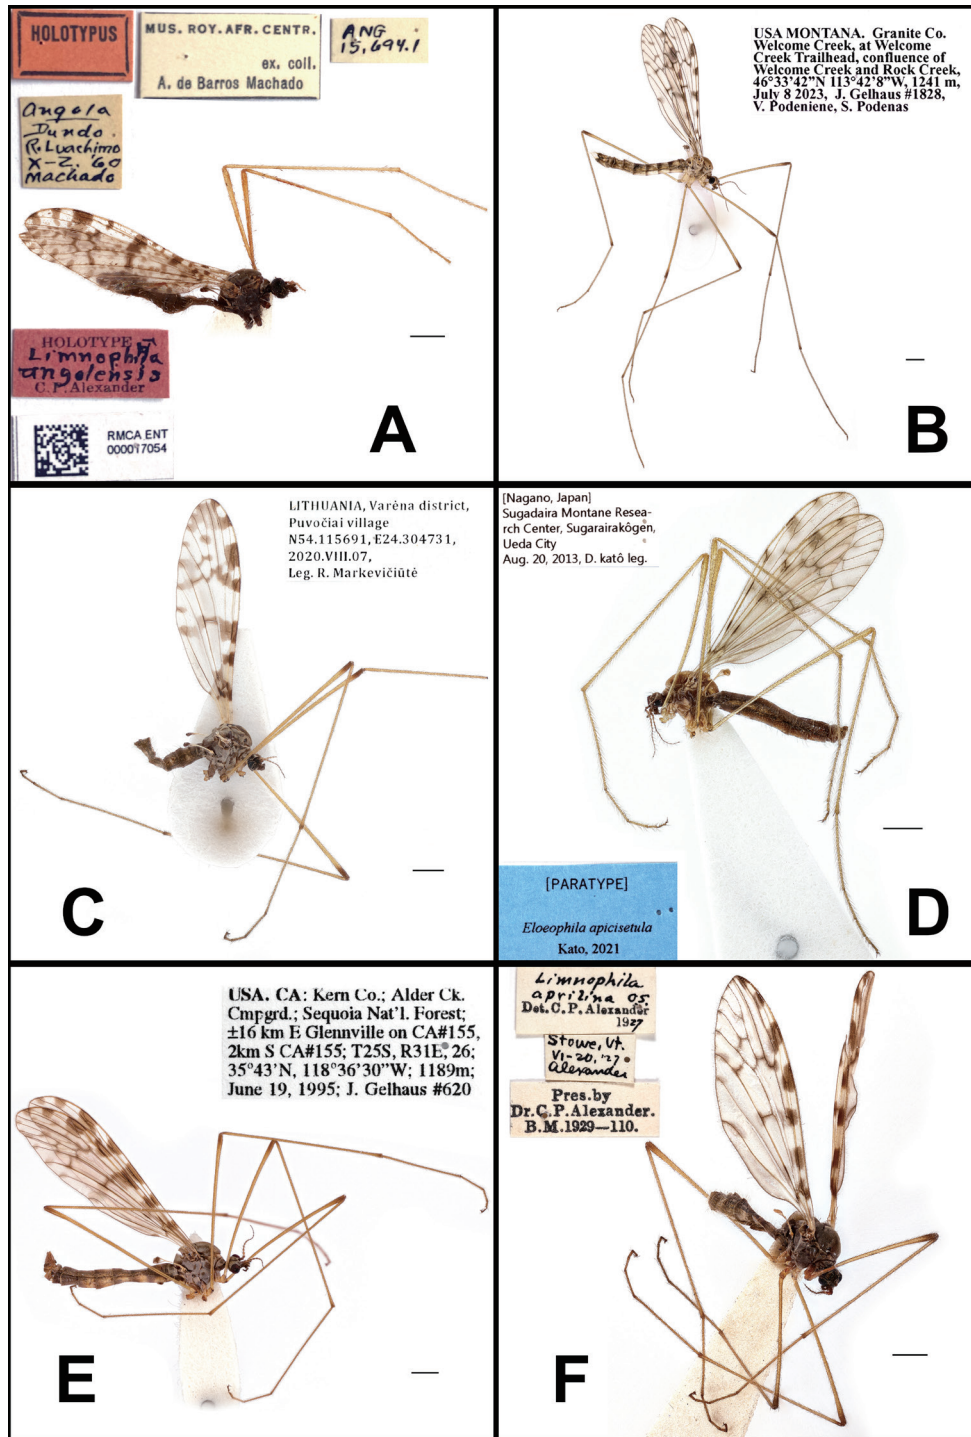 HOLOTYPUS
MUS. ROY. AFR. CENTR.
ex. coll.
A. de Barros Machado
ANG
15,694.1
Angola
Dundo.
R. Luachimo
X-2.'60
Machado
HOLOTYPE
Limnophila
angolensis
C.P. Alexander
RMCA ENT
000017054
A
USA MONTANA. Granite Co.
Welcome Creek, at Welcome
Creek Trailhead, confluence of
Welcome Creek and Rock Creek,
46°33'42"N 113°42'8"W, 1241 m,
July 8 2023, J. Gelhaus #1828,
V. Podeniene, S. Podenas
B
LITHUANIA, Varėna district,
Puvočiai village
N54.115691, E24.304731,
2020.VIII.07,
Leg. R. Markevičiūtė
C
[Nagano, Japan]
Sugadaira Montane Resea-
rch Center, Sugarairakôgen,
Ueda City
Aug. 20, 2013, D. katô leg.
[PARATYPE]
Eloeophila apicisetula
Kato, 2021
D
USA. CA: Kern Co.; Alder Ck.
Cmpgrd.; Sequoia Nat'l. Forest;
±16 km E Glennville on CA#155,
2km S CA#155; T25S, R31E, 26;
35°43'N, 118°36'30"W; 1189m;
June 19, 1995; J. Gelhaus #620
E
Limnophila
aprilina OS
Det. C. P. Alexander
1927
Stowe, Vt.
VI-20,'27
Alexander
Pres. by
Dr. C. P. Alexander.
B.M. 1929—110.
F